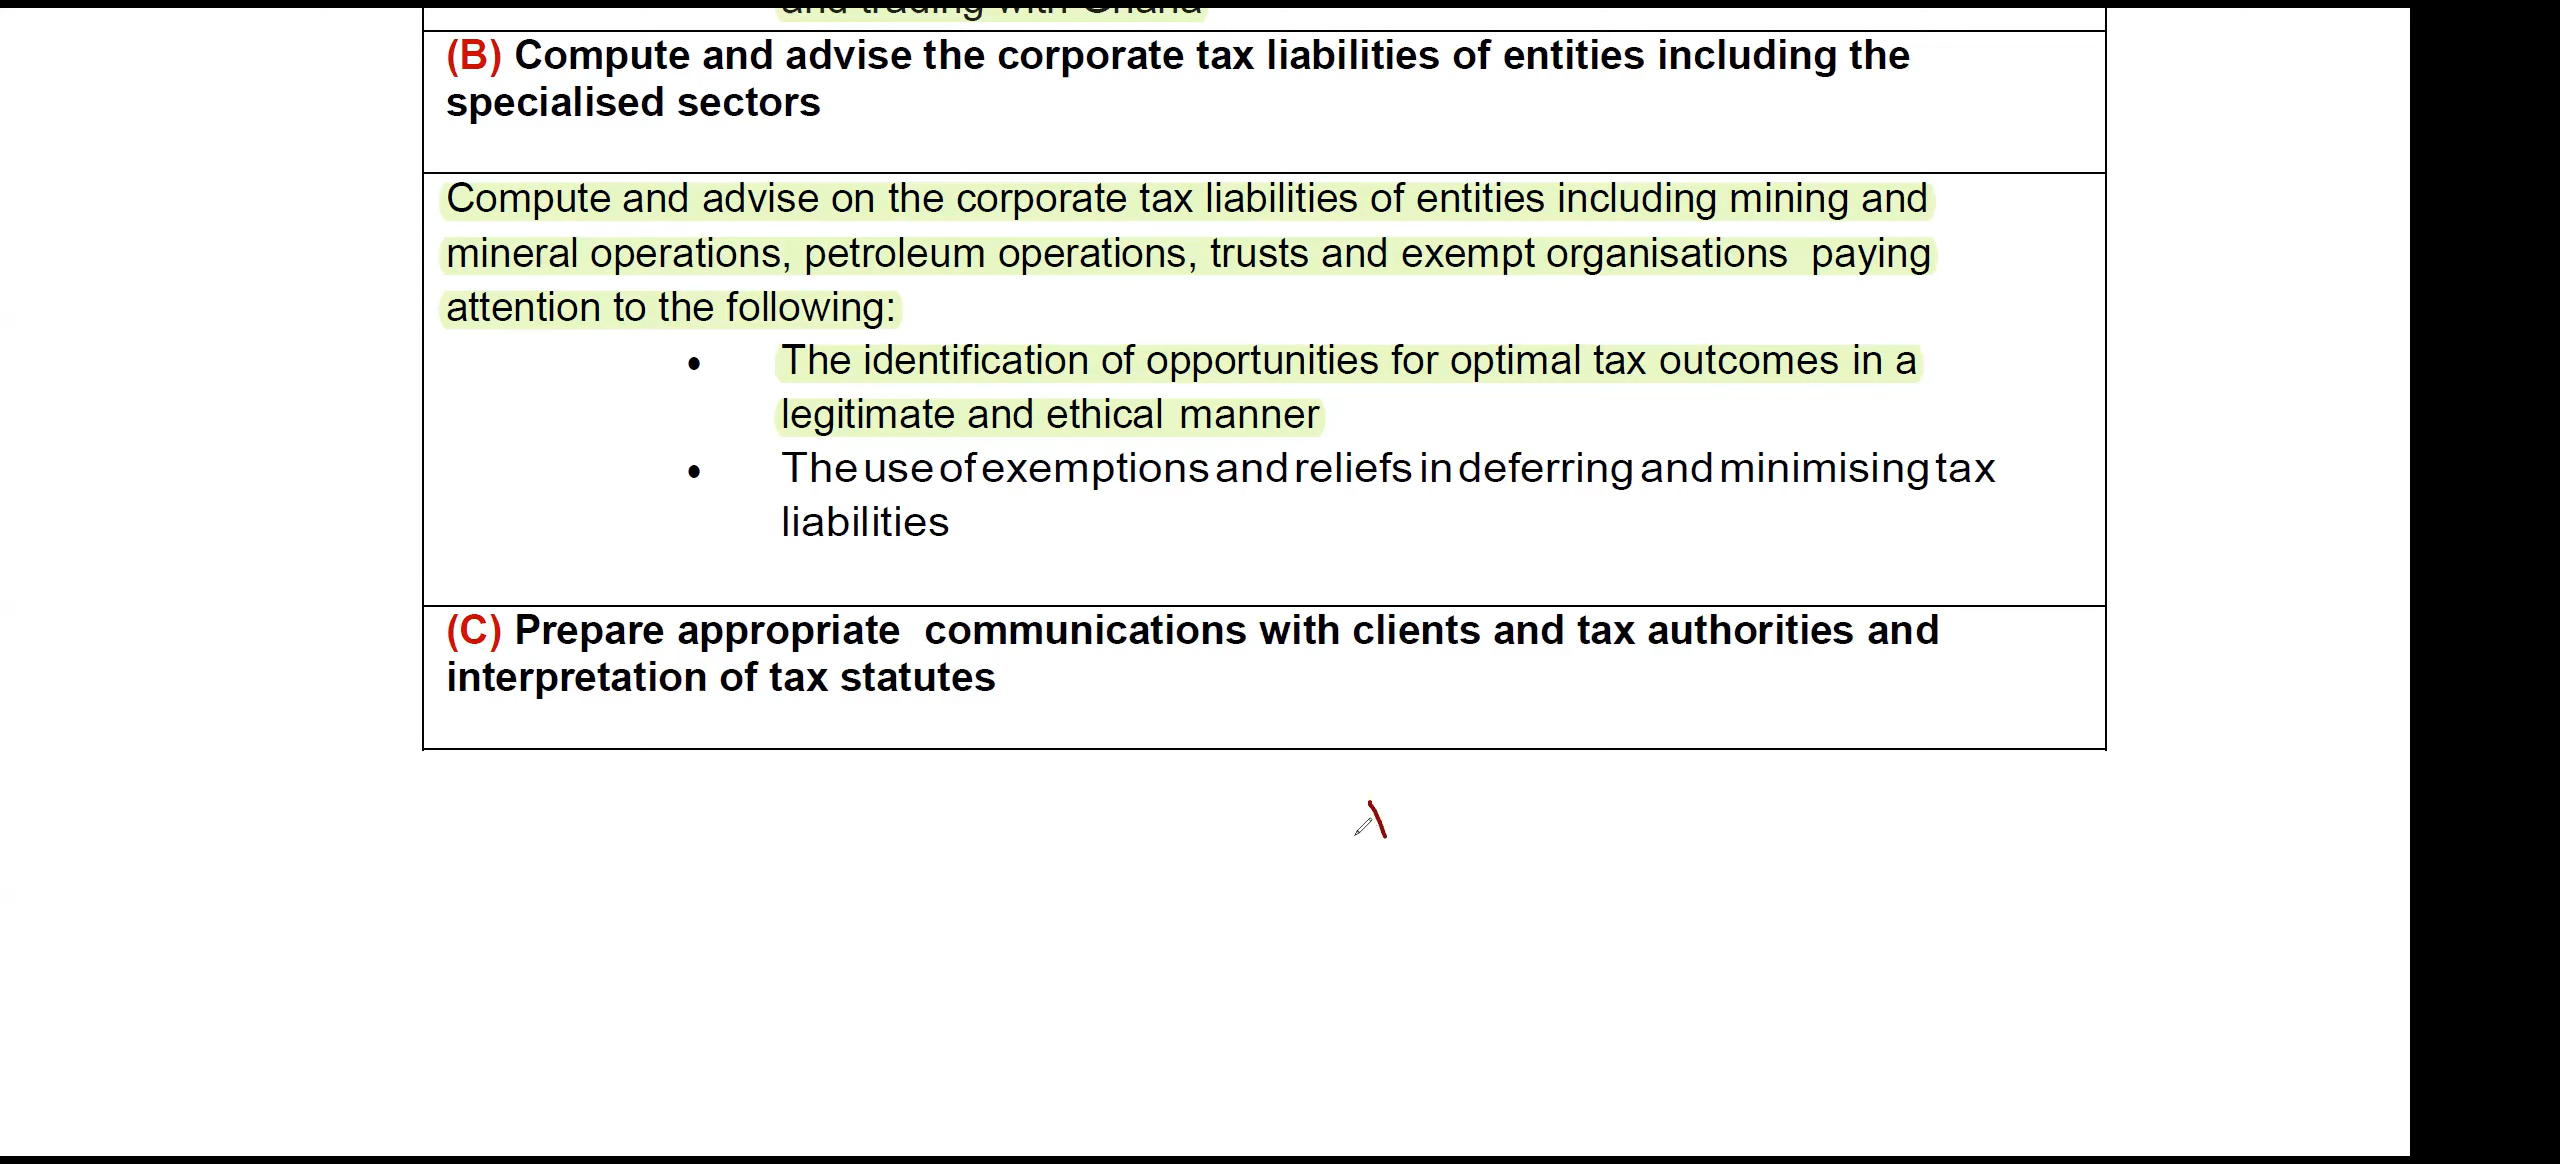 and trading with Ghana
(B) Compute and advise the corporate tax liabilities of entities including the
specialised sectors
Compute and advise on the corporate tax liabilities of entities including mining and
mineral operations, petroleum operations, trusts and exempt organisations  paying
attention to the following:
• The identification of opportunities for optimal tax outcomes in a
legitimate and ethical manner
• The use of exemptions and reliefs in deferring and minimising tax
liabilities
(C) Prepare appropriate  communications with clients and tax authorities and
interpretation of tax statutes